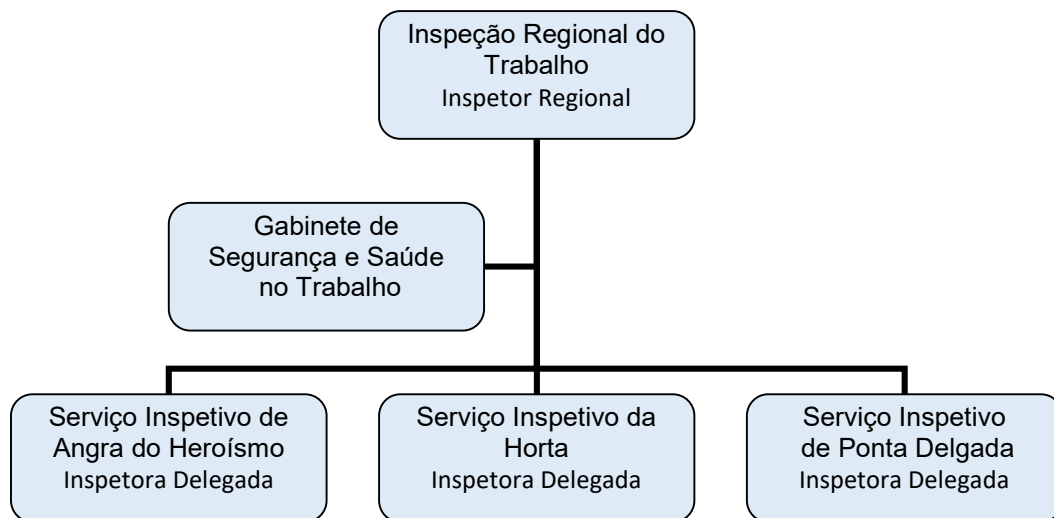 Inspeção Regional do
Trabalho
Inspetor Regional
Gabinete de
Segurança e Saúde
no Trabalho
Serviço Inspetivo de
Angra do Heroísmo
Inspetora Delegada
Serviço Inspetivo da
Horta
Inspetora Delegada
Serviço Inspetivo
de Ponta Delgada
Inspetora Delegada